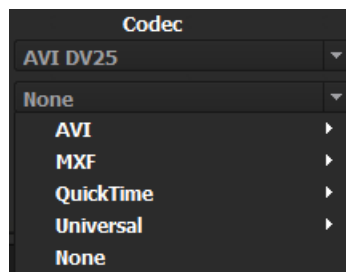 Codec
AVI DV25
None
AVI
MXF
QuickTime
Universal
None